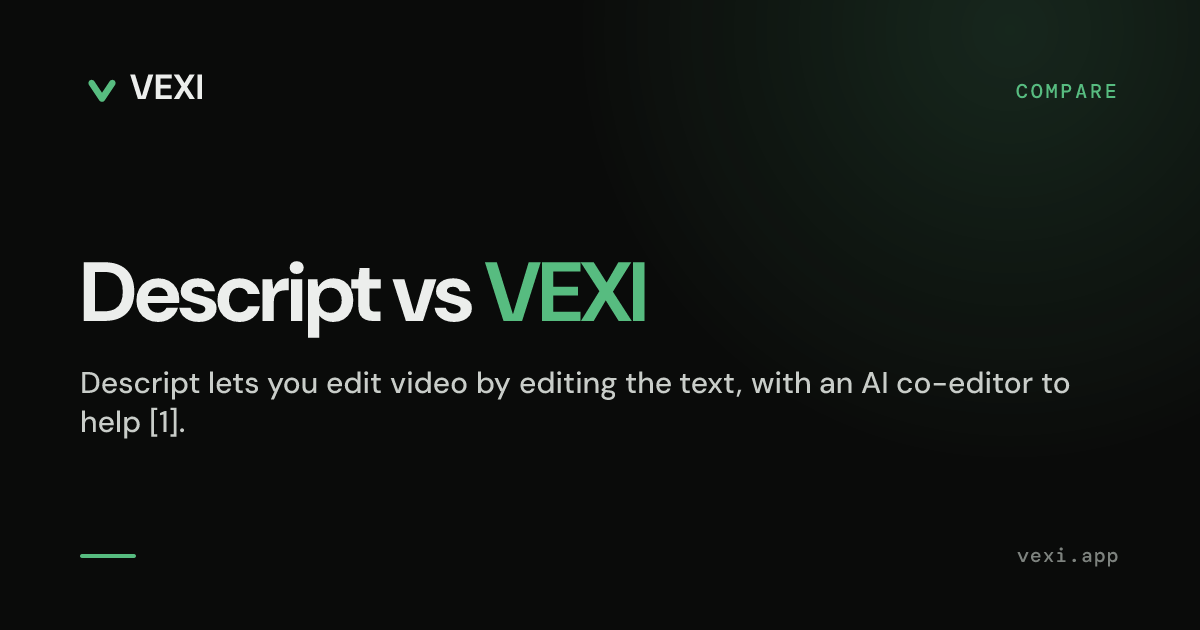 VEXI
COMPARE
Descript vs VEXI
Descript lets you edit video by editing the text, with an AI co-editor to
help [1].
vexi.app